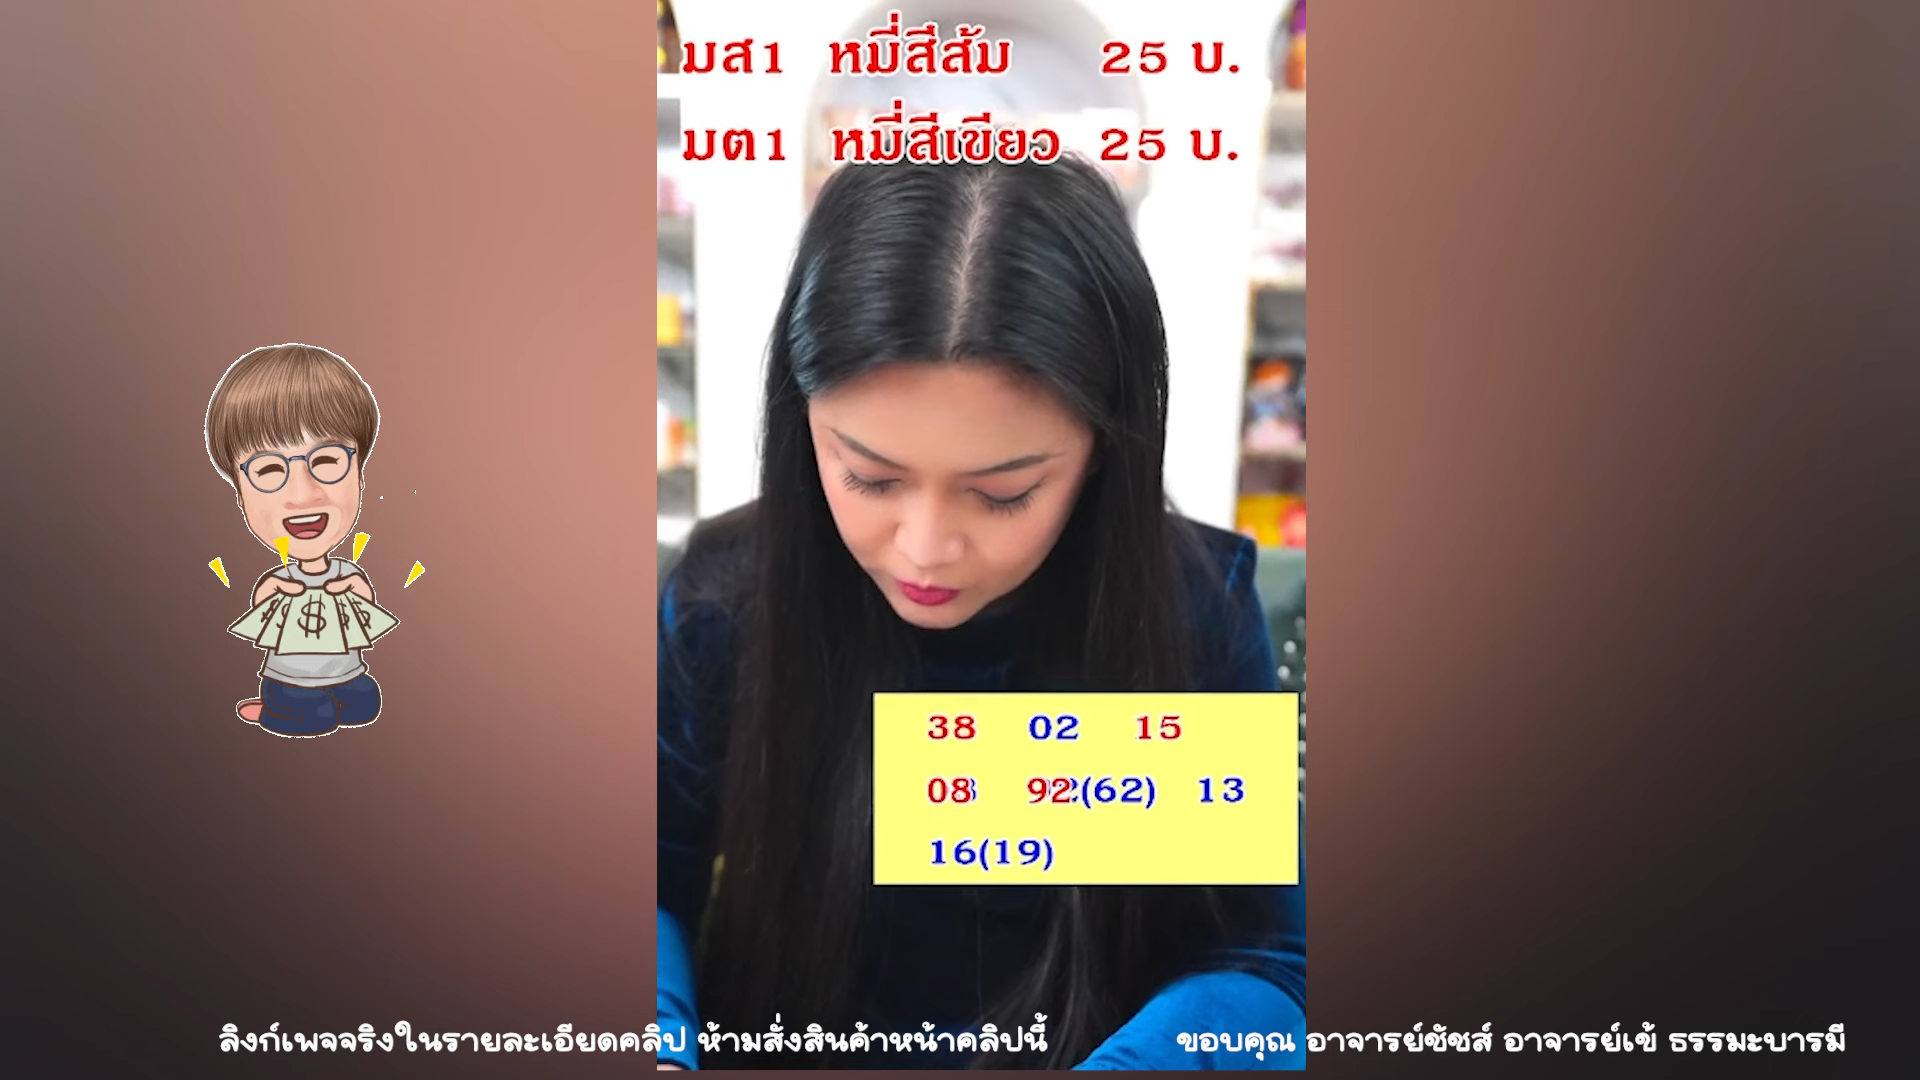 มส1 หมี่สีส้ม 25 บ.
มต1 หมี่สีเขียว 25 บ.
38 02 15
08 92(62) 13
16(19)
ลิงก์เพจจริงในรายละเอียดคลิป ห้ามสั่งสินค้าหน้าคลิปนี้ ขอบคุณ อาจารย์ชัชส์ อาจารย์เข้ ธรรมะบารมี